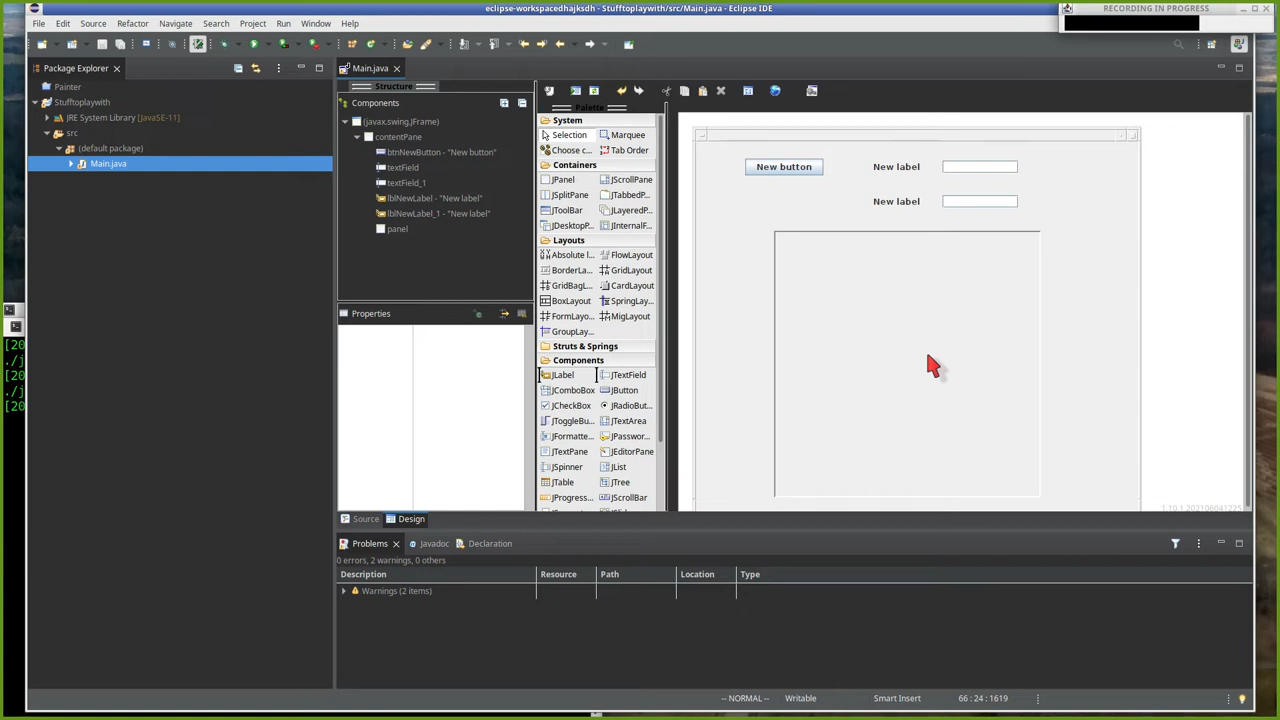 eclipse-workspacedhajksdh - Stufftoplaywith/src/Main.java - Eclipse IDE
RECORDING IN PROGRESS
File Edit Source Refactor Navigate Search Project Run Window Help
Package Explorer
Painter
Stufftoplaywith
JRE System Library [JavaSE-11]
src
(default package)
Main.java
[20
./j
[20
./j
[20
Main.java
Structure
Components
(javax.swing.JFrame)
contentPane
btnNewButton - "New button"
textField
textField_1
lblNewLabel - "New label"
lblNewLabel_1 - "New label"
panel
Properties
Palette
System
Selection Marquee
Choose c... Tab Order
Containers
JPanel JScrollPane
JSplitPane JTabbedP...
JToolBar JLayeredP...
JDesktopP... JInternalF...
Layouts
Absolute l... FlowLayout
BorderLa... GridLayout
GridBagL... CardLayout
BoxLayout SpringLay...
FormLayo... MigLayout
GroupLay...
Struts & Springs
Components
JLabel JTextField
JComboBox JButton
JCheckBox JRadioBut...
JToggleBu... JTextArea
JFormatte... JPasswor...
JTextPane JEditorPane
JSpinner JList
JTable JTree
JProgress... JScrollBar
New button New label
New label
1.10.1.202106041225
Source Design
Problems Javadoc Declaration
0 errors, 2 warnings, 0 others
Description Resource Path Location Type
Warnings (2 items)
-- NORMAL -- Writable Smart Insert 66 : 24 : 1619